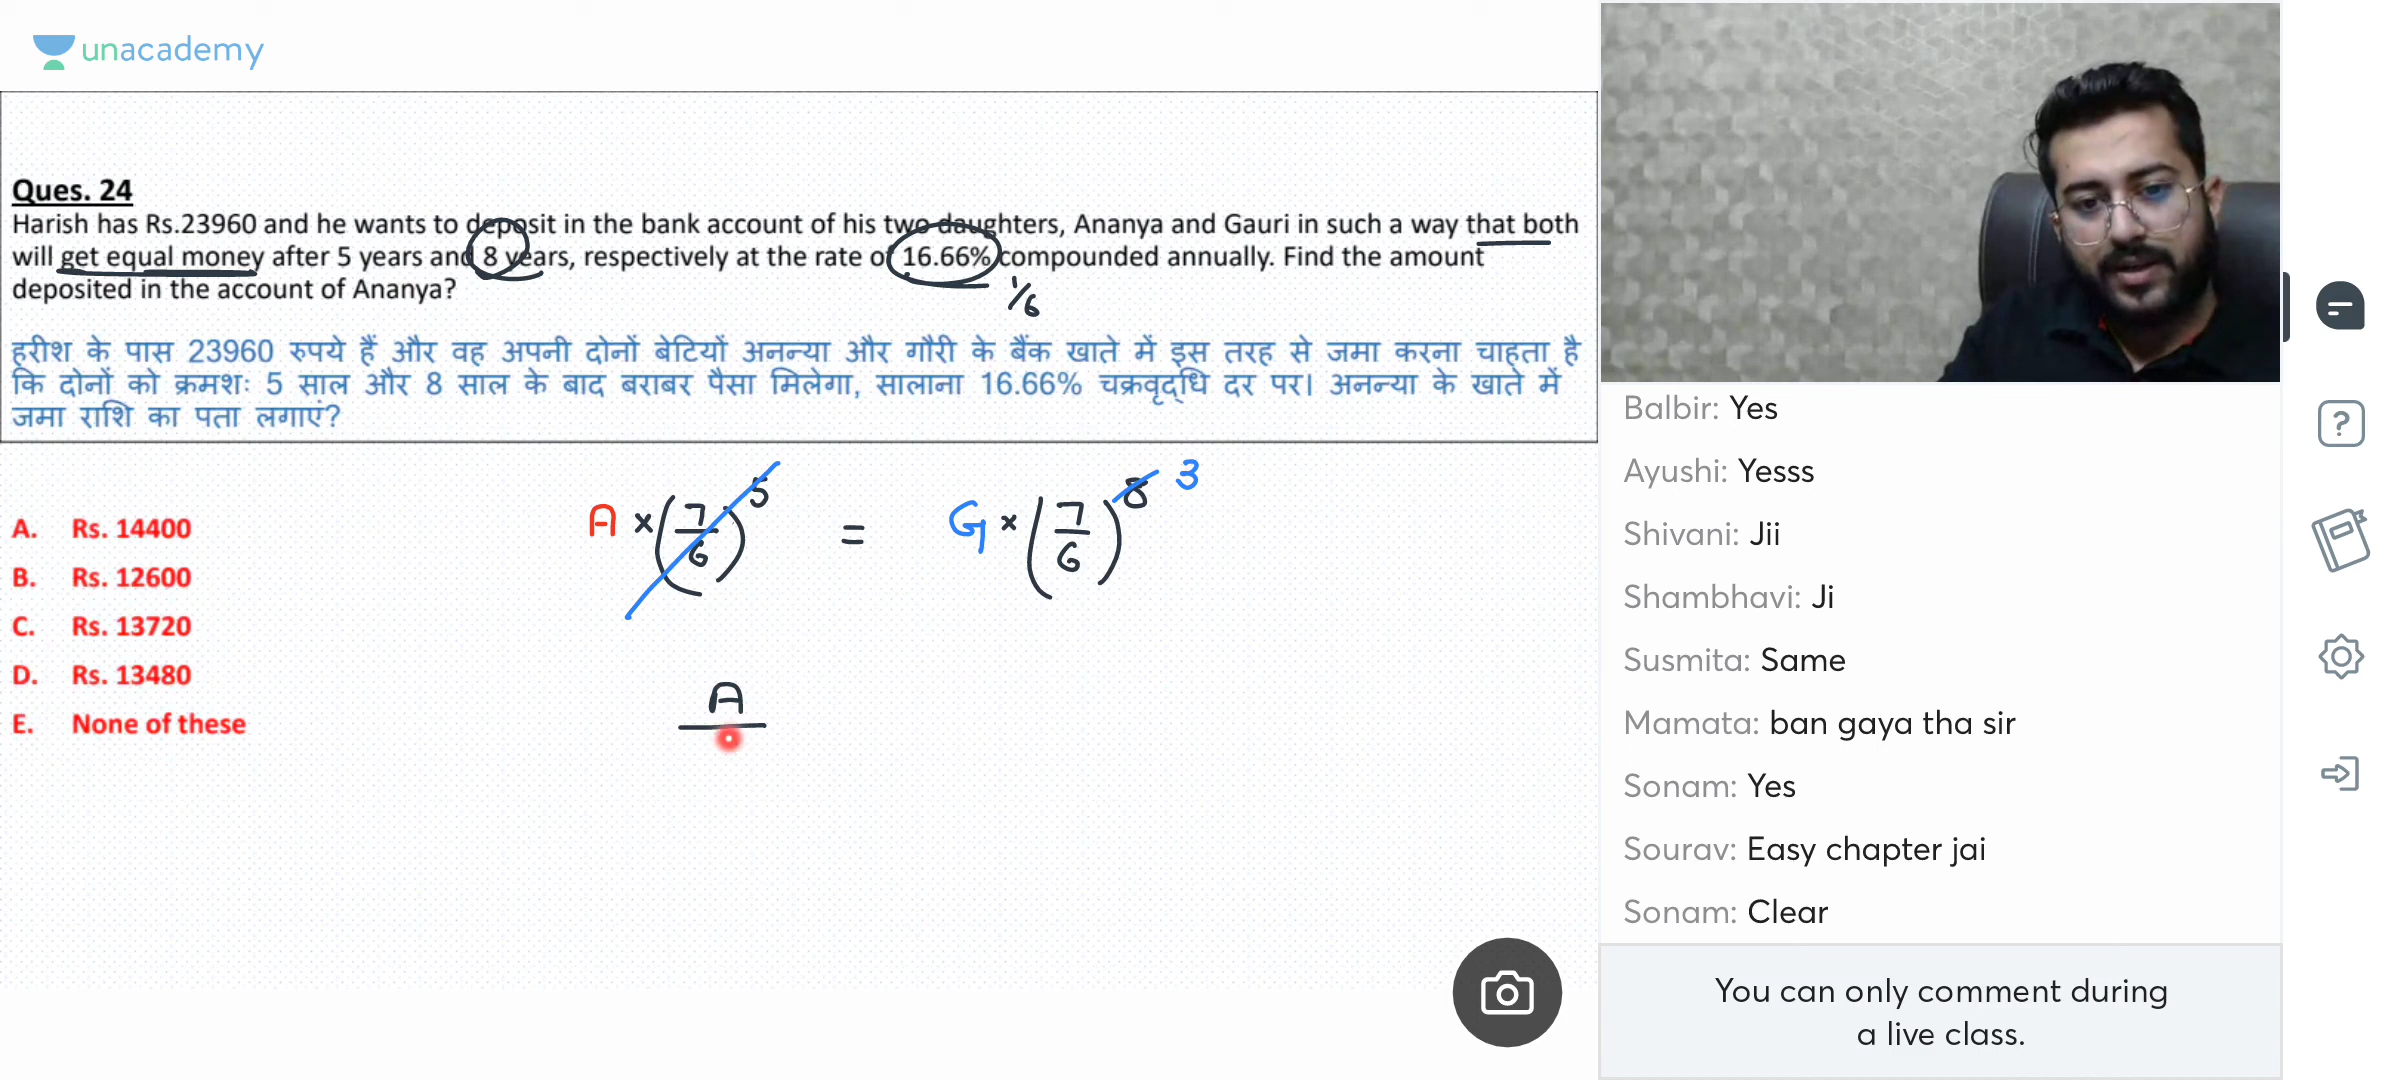 unacademy
Ques. 24
Harish has Rs.23960 and he wants to deposit in the bank account of his two daughters, Ananya and Gauri in such a way that both
will get equal money after 5 years and 8 years, respectively at the rate of 16.66% compounded annually. Find the amount
deposited in the account of Ananya?
1/6
हरीश के पास 23960 रुपये हैं और वह अपनी दोनों बेटियों अनन्या और गौरी के बैंक खाते में इस तरह से जमा करना चाहता है
कि दोनों को क्रमशः 5 साल और 8 साल के बाद बराबर पैसा मिलेगा, सालाना 16.66% चक्रवृद्धि दर पर। अनन्या के खाते में
जमा राशि का पता लगाएं?
A × (7/6)^5 = G × (7/6)^8 3
A. Rs. 14400
B. Rs. 12600
C. Rs. 13720
D. Rs. 13480
E. None of these
A
Balbir: Yes
Ayushi: Yesss
Shivani: Jii
Shambhavi: Ji
Susmita: Same
Mamata: ban gaya tha sir
Sonam: Yes
Sourav: Easy chapter jai
Sonam: Clear
You can only comment during
a live class.
?